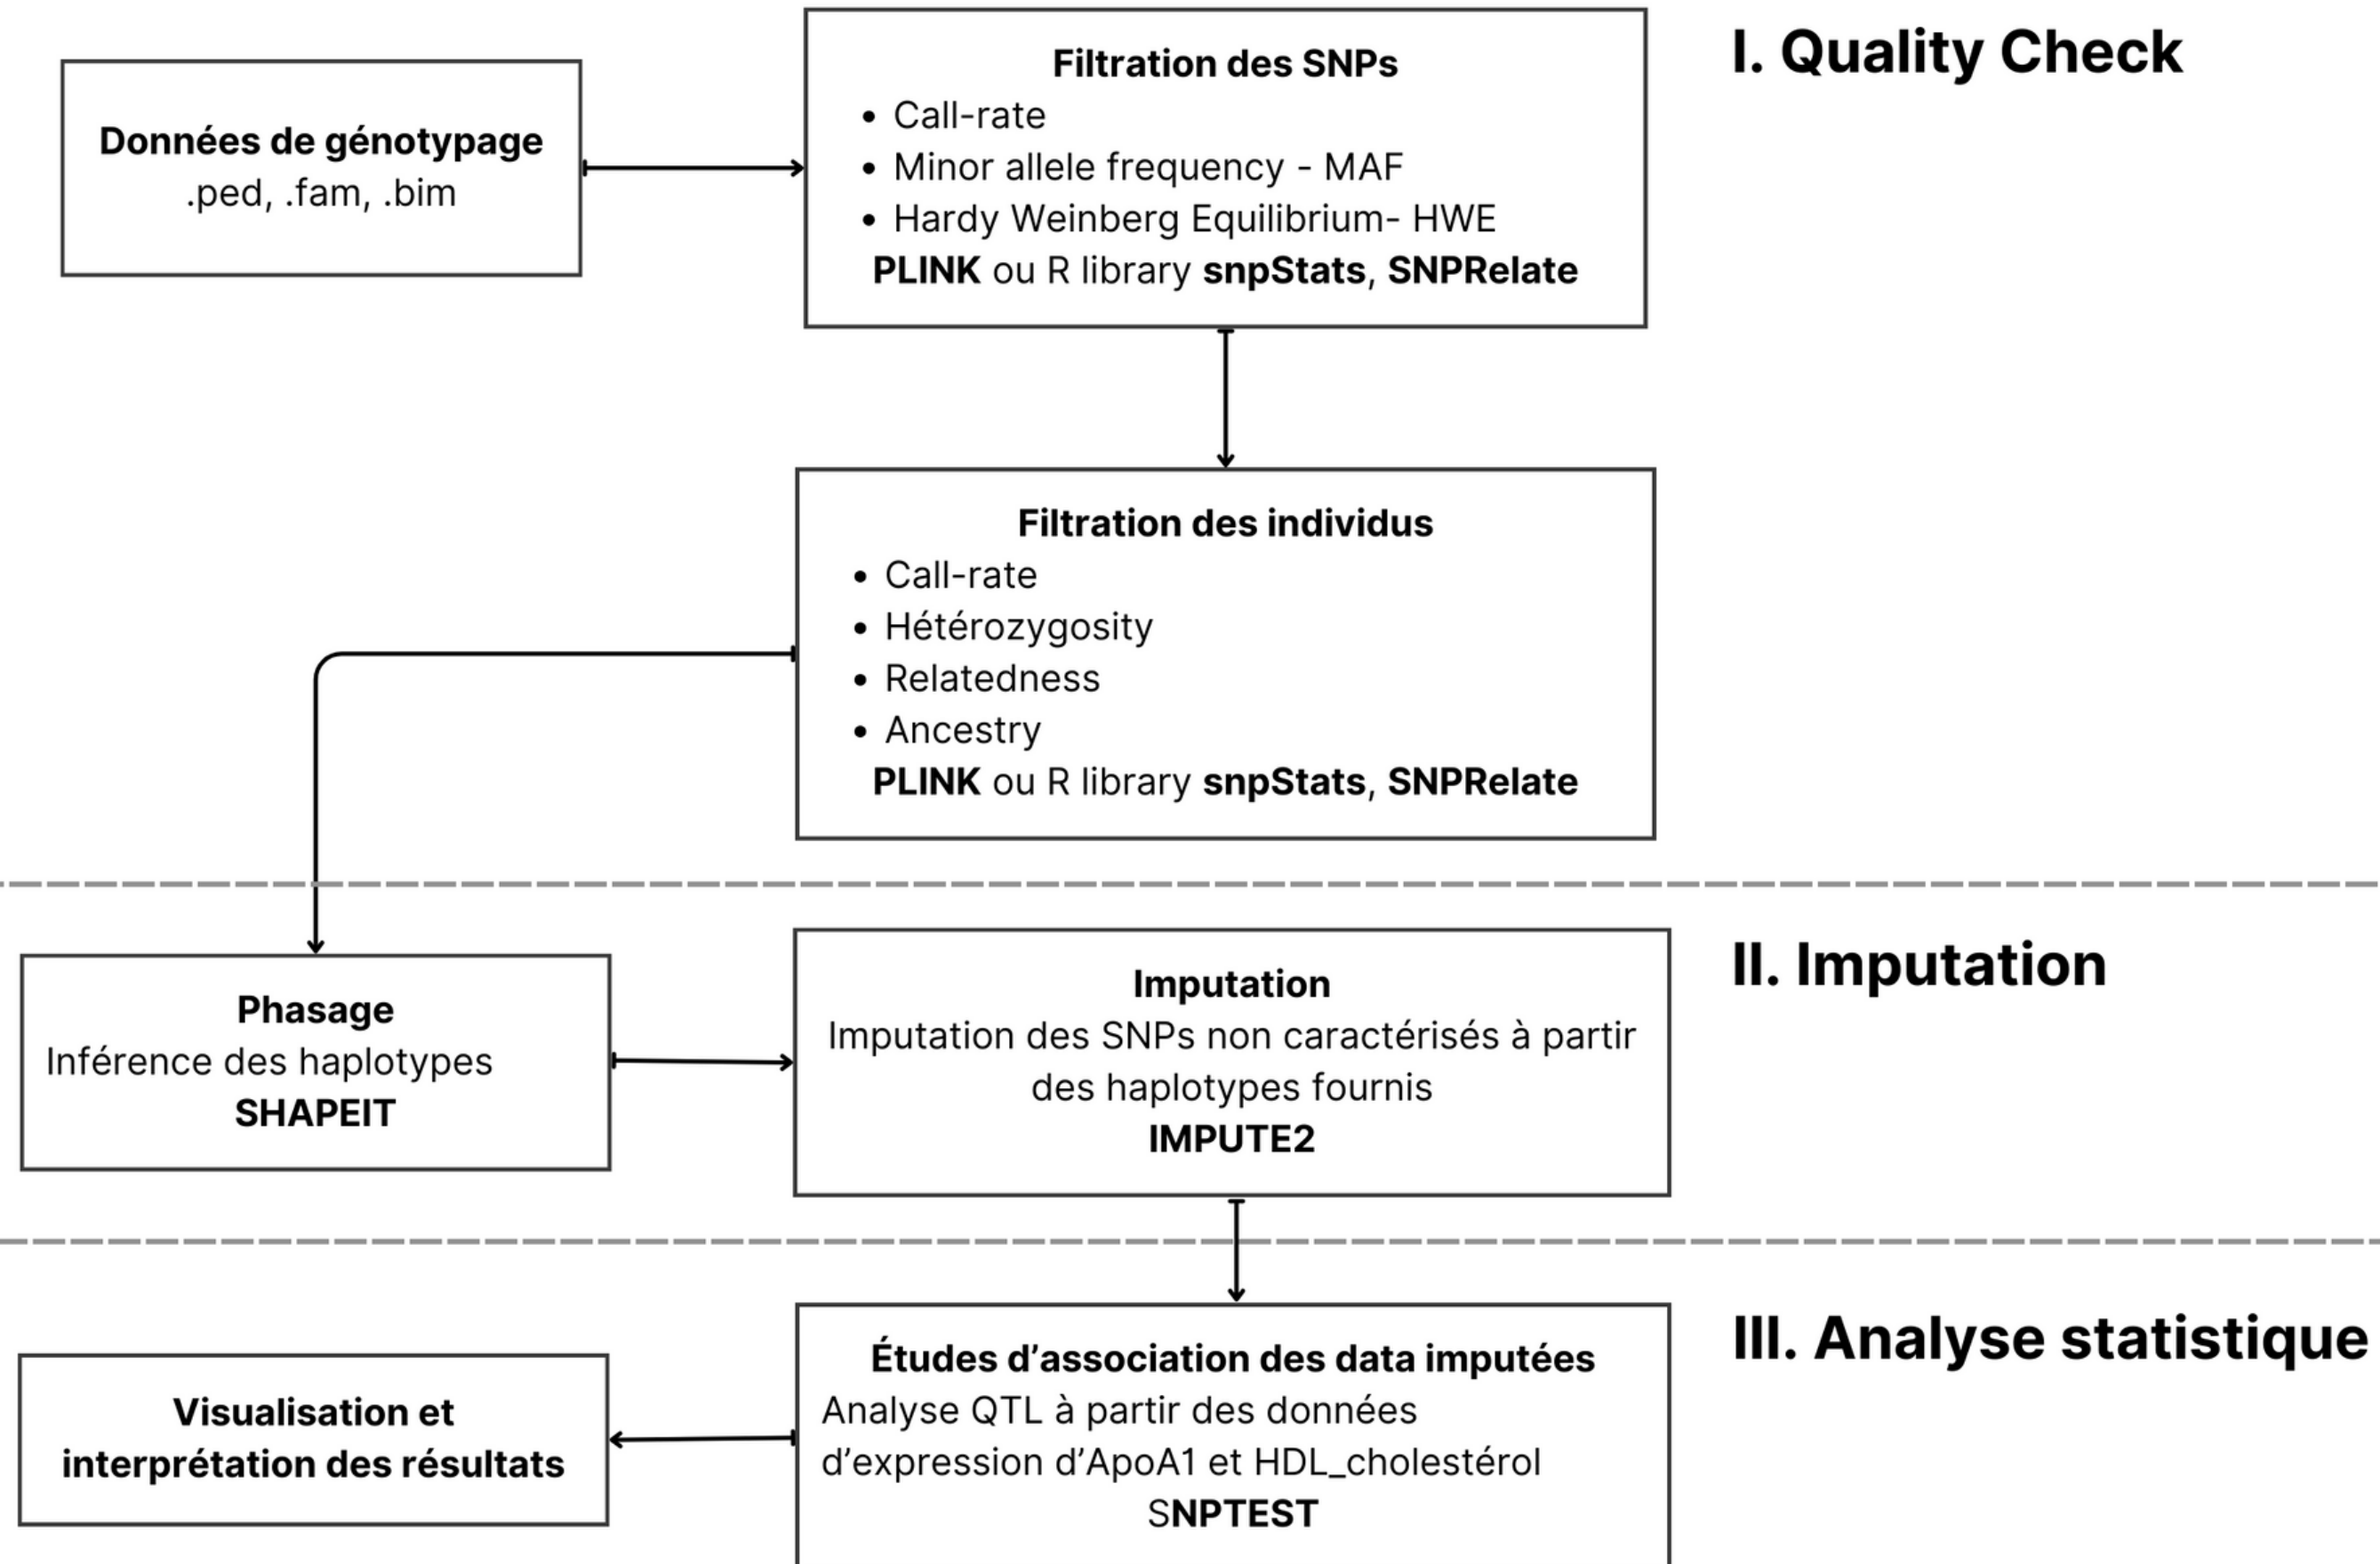 I. Quality Check
Données de génotypage
.ped, .fam, .bim
Filtration des SNPs
• Call-rate
• Minor allele frequency - MAF
• Hardy Weinberg Equilibrium- HWE
PLINK ou R library snpStats, SNPRelate
Filtration des individus
• Call-rate
• Hétérozygosity
• Relatedness
• Ancestry
PLINK ou R library snpStats, SNPRelate
II. Imputation
Phasage
Inférence des haplotypes
SHAPEIT
Imputation
Imputation des SNPs non caractérisés à partir
des haplotypes fournis
IMPUTE2
III. Analyse statistique
Études d’association des data imputées
Analyse QTL à partir des données
d’expression d’ApoA1 et HDL_cholestérol
SNPTEST
Visualisation et
interprétation des résultats